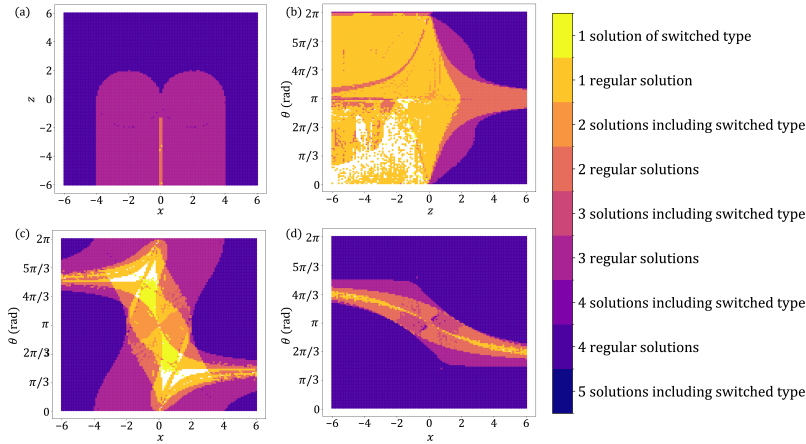 (a)
6
4
2
0
−2
−4
−6
z
−6 −4 −2 0 2 4 6
x
(b)
2π
5π/3
4π/3
π
2π/3
π/3
0
θ (rad)
−6 −4 −2 0 2 4 6
z
(c)
2π
5π/3
4π/3
π
2π/3
π/3
0
θ (rad)
−6 −4 −2 0 2 4 6
x
(d)
2π
5π/3
4π/3
π
2π/3
π/3
0
θ (rad)
−6 −4 −2 0 2 4 6
x
1 solution of switched type
1 regular solution
2 solutions including switched type
2 regular solutions
3 solutions including switched type
3 regular solutions
4 solutions including switched type
4 regular solutions
5 solutions including switched type